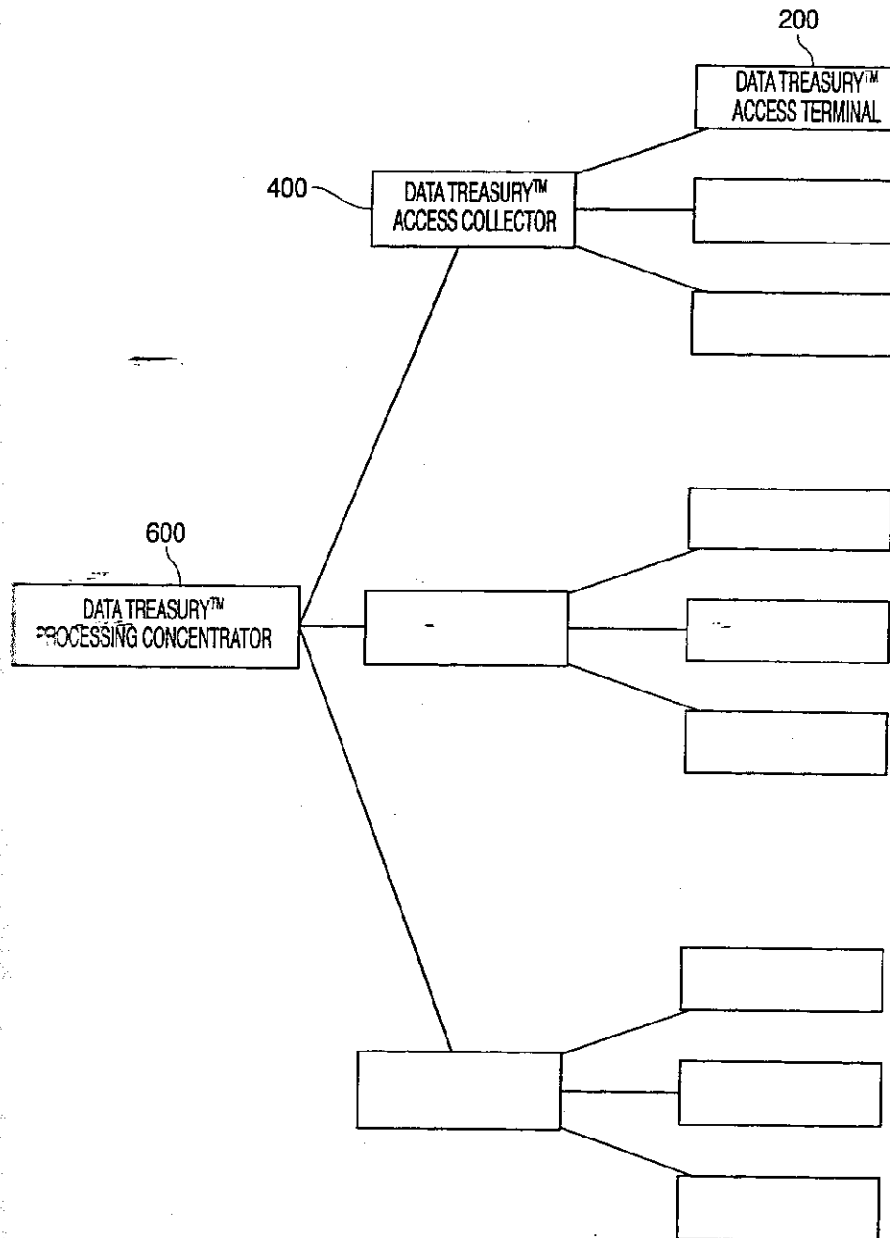 200
DATA TREASURY™
ACCESS TERMINAL
400
DATA TREASURY™
ACCESS COLLECTOR
600
DATA TREASURY™
PROCESSING CONCENTRATOR